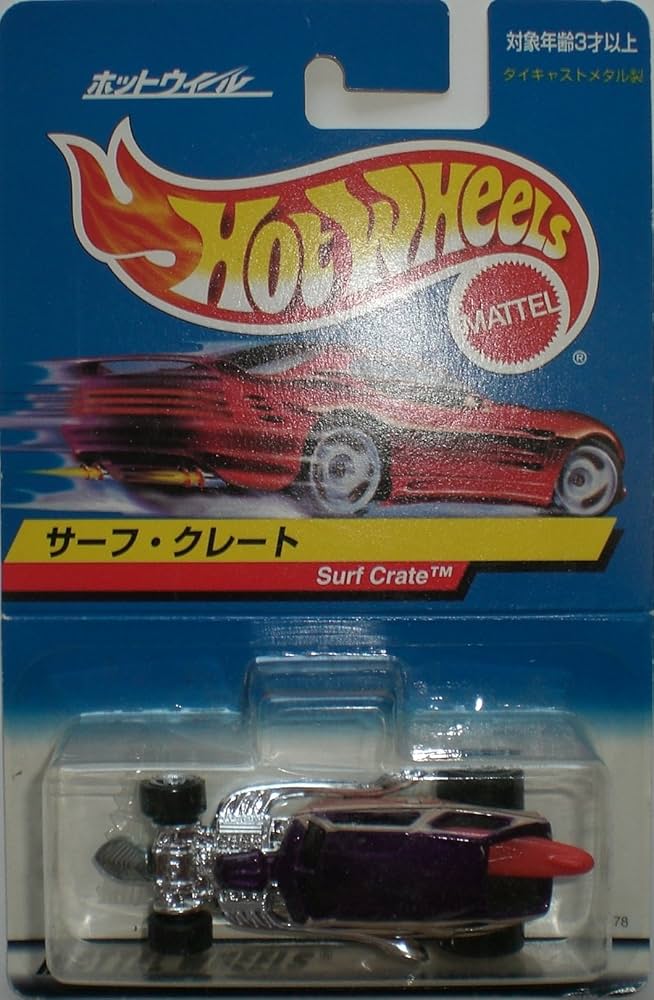 対象年齢3才以上
ホットウィール
ダイキャストメタル製
HOT WHEELS
MATTEL
®
サーフ・クレート
Surf Crate™
78